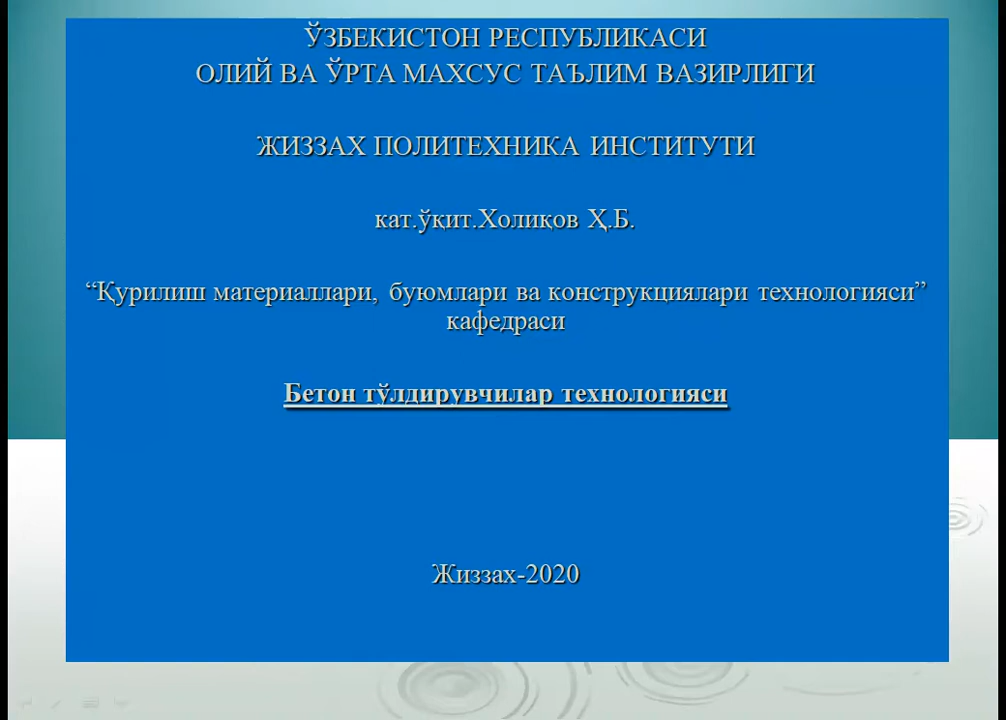 ЎЗБЕКИСТОН РЕСПУБЛИКАСИ
ОЛИЙ ВА ЎРТА МАХСУС ТАЪЛИМ ВАЗИРЛИГИ
ЖИЗЗАХ ПОЛИТЕХНИКА ИНСТИТУТИ
кат.ўқит.Холиқов Ҳ.Б.
“Қурилиш материаллари, буюмлари ва конструкциялари технологияси”
кафедраси
Бетон тўлдирувчилар технологияси
Жиззах-2020